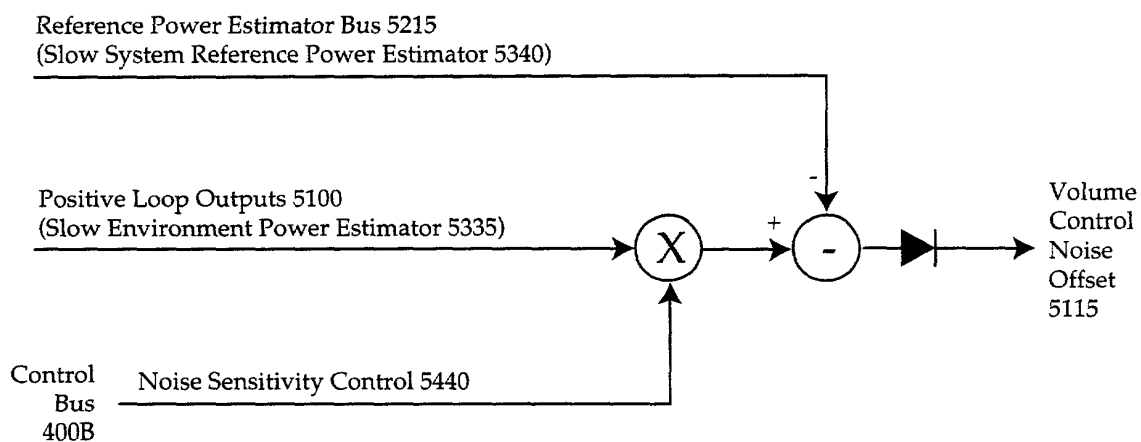 Reference Power Estimator Bus 5215
(Slow System Reference Power Estimator 5340)
-
Positive Loop Outputs 5100
(Slow Environment Power Estimator 5335)
X
+
-
Volume
Control
Noise
Offset
5115
Control
Bus
400B
Noise Sensitivity Control 5440